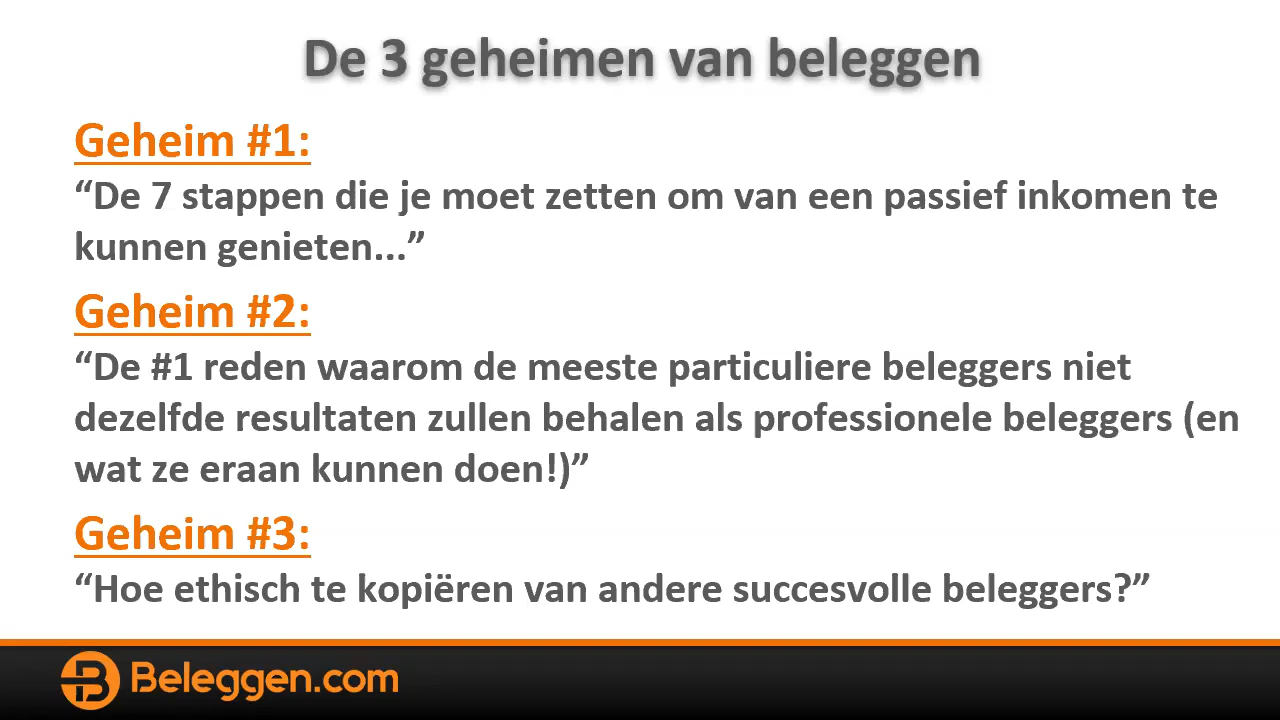 De 3 geheimen van beleggen
Geheim #1:
“De 7 stappen die je moet zetten om van een passief inkomen te
kunnen genieten...”
Geheim #2:
“De #1 reden waarom de meeste particuliere beleggers niet
dezelfde resultaten zullen behalen als professionele beleggers (en
wat ze eraan kunnen doen!)”
Geheim #3:
“Hoe ethisch te kopiëren van andere succesvolle beleggers?”
Beleggen.com